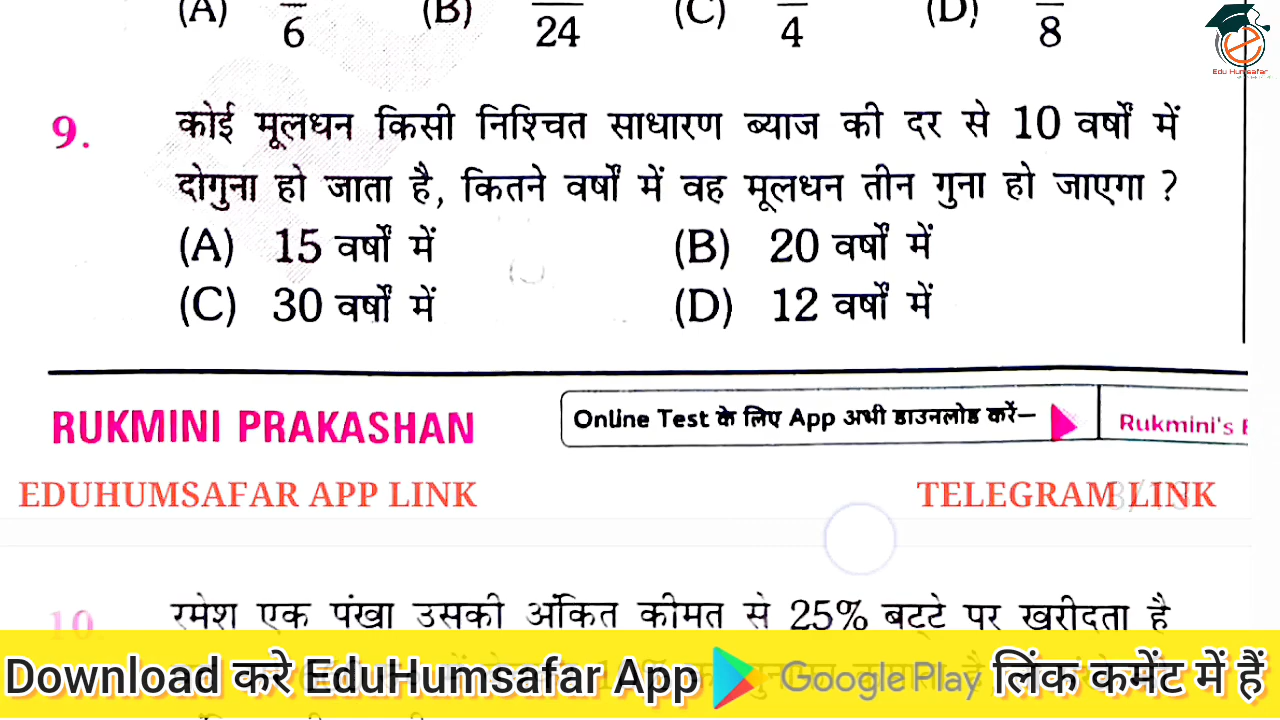 (A) 6 (B) 24 (C) 4 (D) 8
Edu Humsafar
9. कोई मूलधन किसी निश्चित साधारण ब्याज की दर से 10 वर्षों में
दोगुना हो जाता है, कितने वर्षों में वह मूलधन तीन गुना हो जाएगा ?
(A) 15 वर्षों में (B) 20 वर्षों में
(C) 30 वर्षों में (D) 12 वर्षों में
RUKMINI PRAKASHAN Online Test के लिए App अभी डाउनलोड करें– Rukmini's
EDUHUMSAFAR APP LINK TELEGRAM LINK
10. रमेश एक पंखा उसकी अंकित कीमत से 25% बट्टे पर खरीदता है
Download करे EduHumsafar App Google Play लिंक कमेंट में हैं